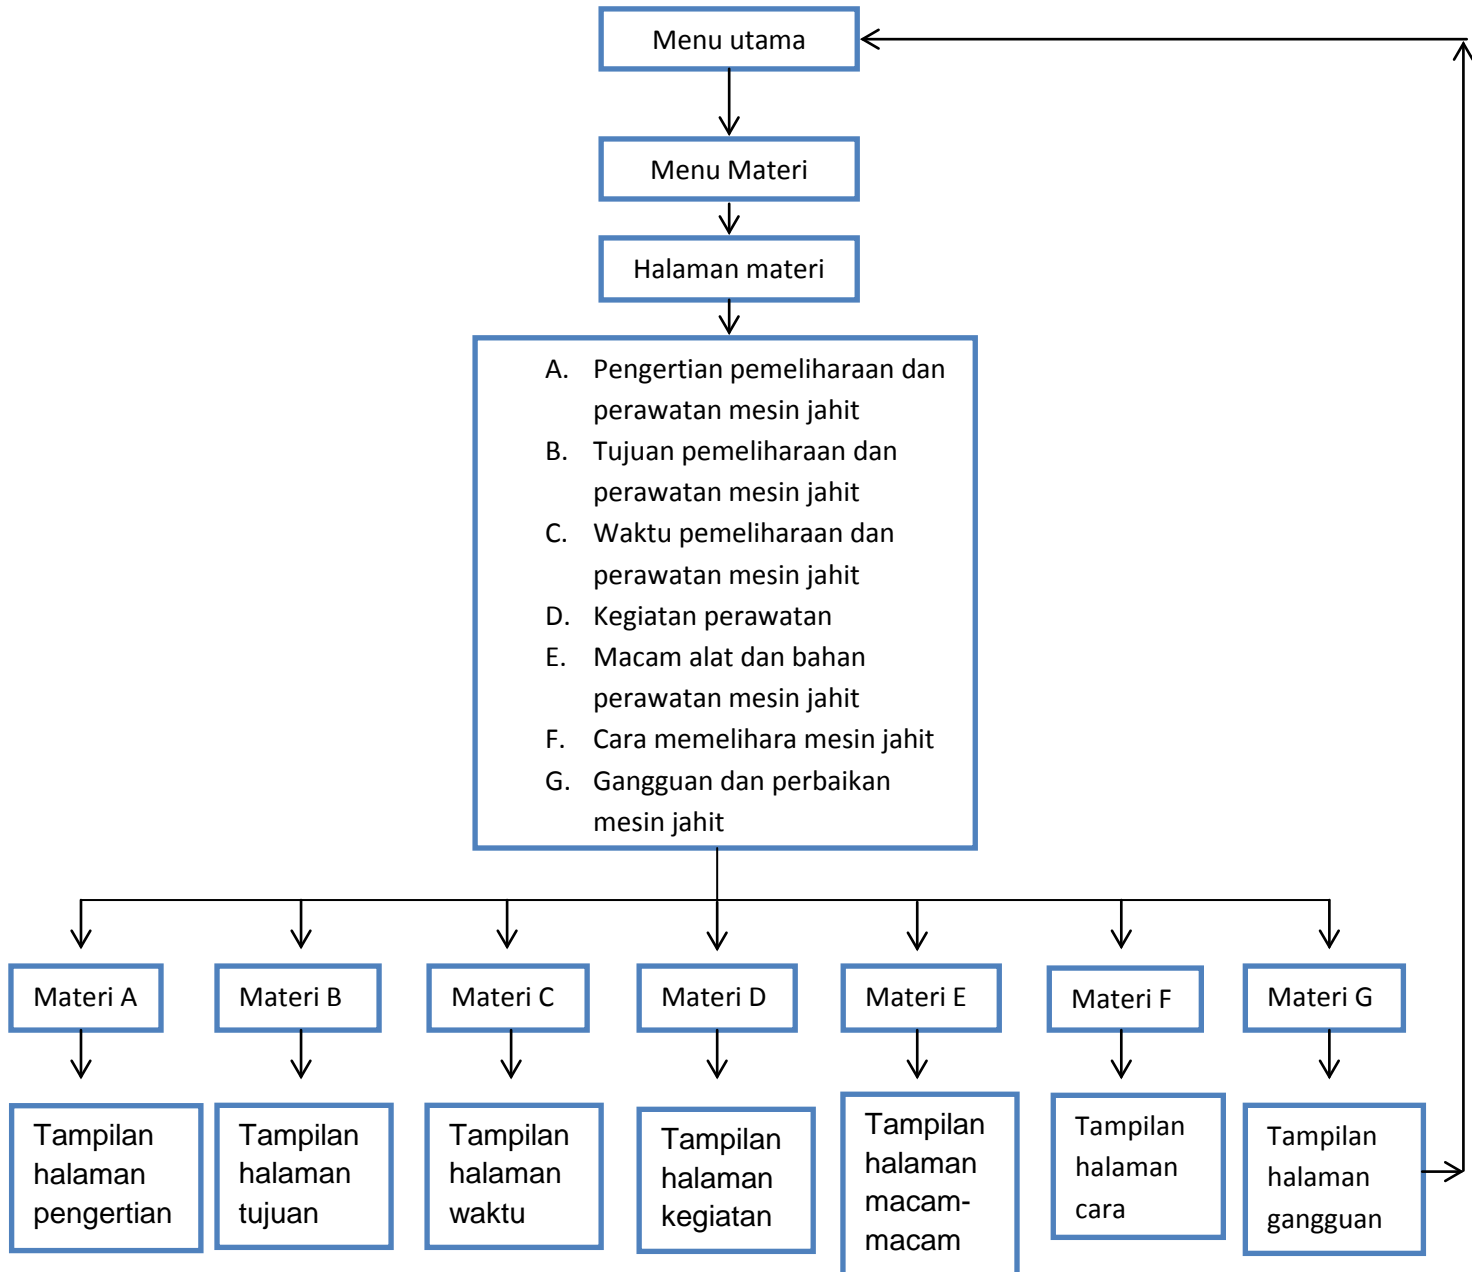 Menu utama
Menu Materi
Halaman materi
A. Pengertian pemeliharaan dan
perawatan mesin jahit
B. Tujuan pemeliharaan dan
perawatan mesin jahit
C. Waktu pemeliharaan dan
perawatan mesin jahit
D. Kegiatan perawatan
E. Macam alat dan bahan
perawatan mesin jahit
F. Cara memelihara mesin jahit
G. Gangguan dan perbaikan
mesin jahit
Materi A
Materi B
Materi C
Materi D
Materi E
Materi F
Materi G
Tampilan
halaman
pengertian
Tampilan
halaman
tujuan
Tampilan
halaman
waktu
Tampilan
halaman
kegiatan
Tampilan
halaman
macam-
macam
Tampilan
halaman
cara
Tampilan
halaman
gangguan